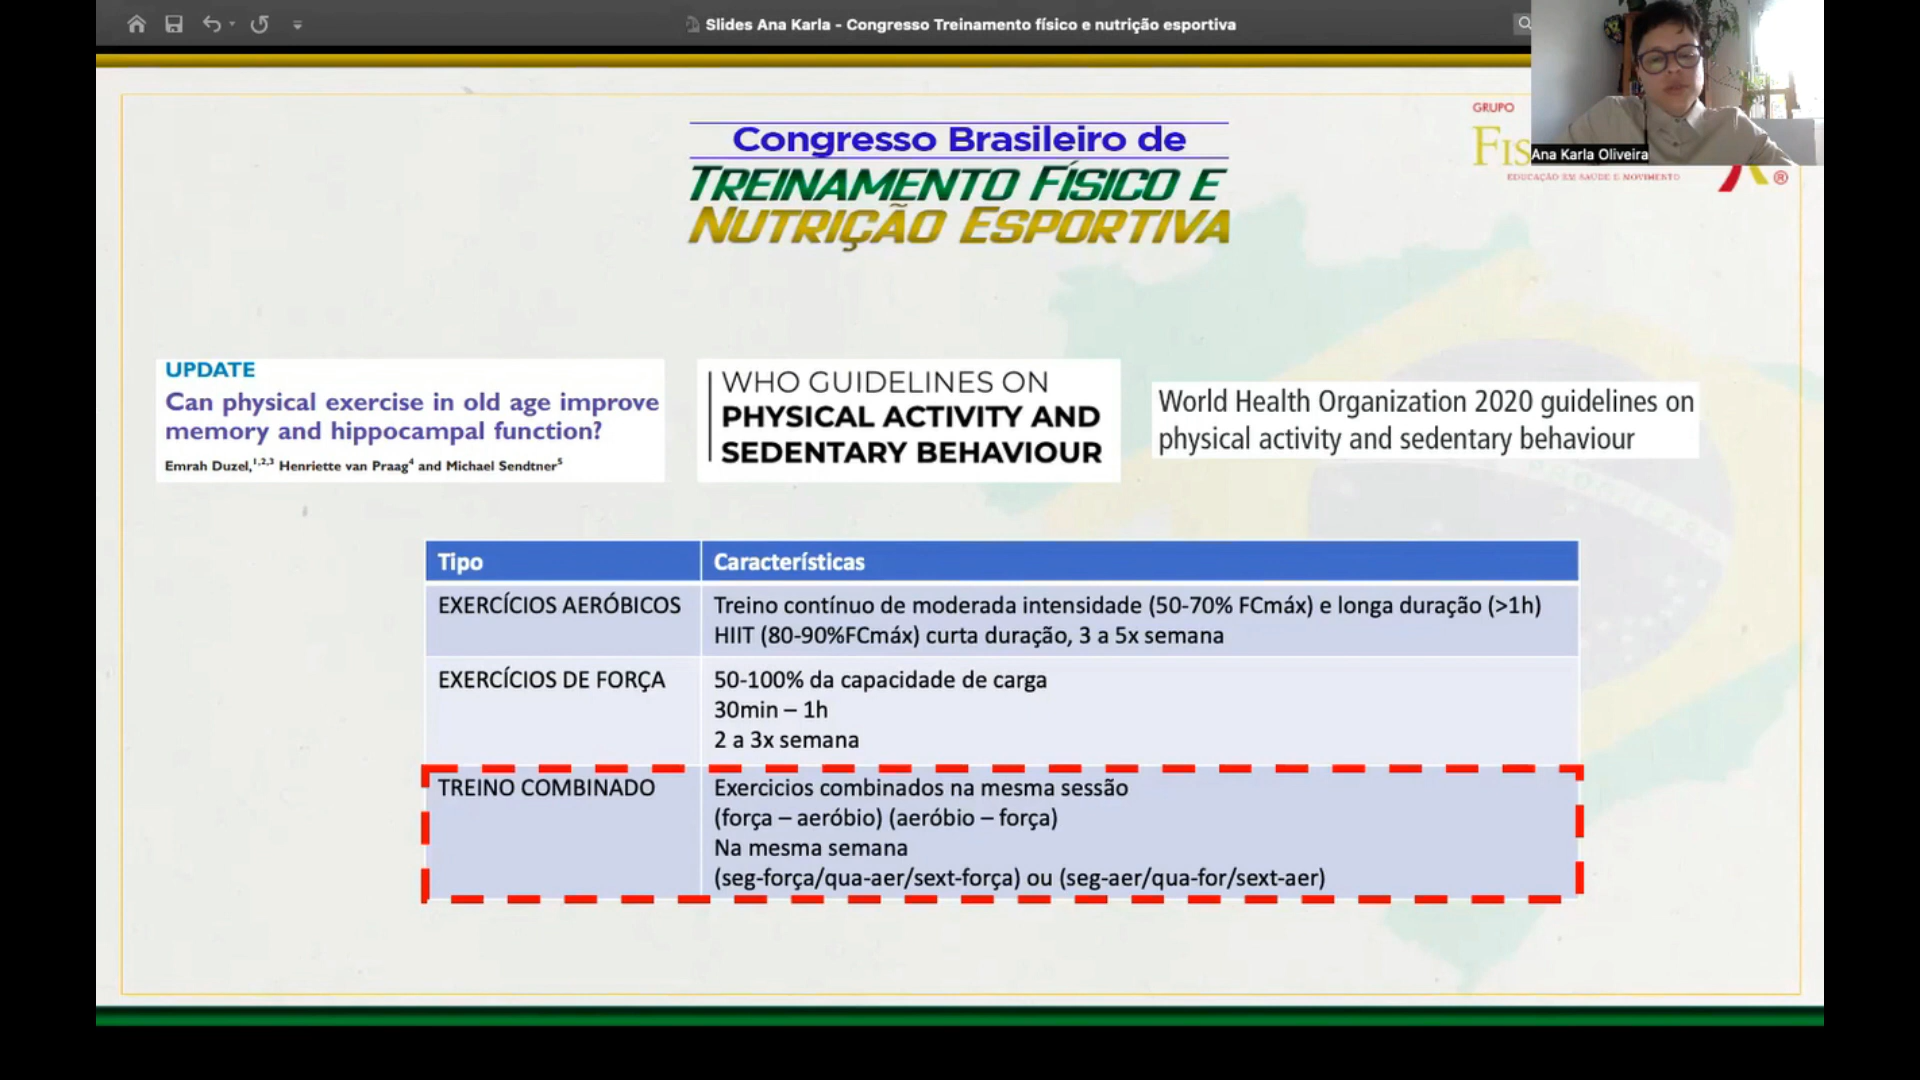 Slides Ana Karla - Congresso Treinamento físico e nutrição esportiva
Ana Karla Oliveira
GRUPO
FIS
EDUCAÇÃO EM SAÚDE E MOVIMENTO
Congresso Brasileiro de
TREINAMENTO FÍSICO E
NUTRIÇÃO ESPORTIVA
UPDATE
Can physical exercise in old age improve
memory and hippocampal function?
Emrah Duzel,1,2,3 Henriette van Praag4 and Michael Sendtner5
WHO GUIDELINES ON
PHYSICAL ACTIVITY AND
SEDENTARY BEHAVIOUR
World Health Organization 2020 guidelines on
physical activity and sedentary behaviour
Tipo
Características
EXERCÍCIOS AERÓBICOS
Treino contínuo de moderada intensidade (50-70% FCmáx) e longa duração (>1h)
HIIT (80-90%FCmáx) curta duração, 3 a 5x semana
EXERCÍCIOS DE FORÇA
50-100% da capacidade de carga
30min – 1h
2 a 3x semana
TREINO COMBINADO
Exercicios combinados na mesma sessão
(força – aeróbio) (aeróbio – força)
Na mesma semana
(seg-força/qua-aer/sext-força) ou (seg-aer/qua-for/sext-aer)